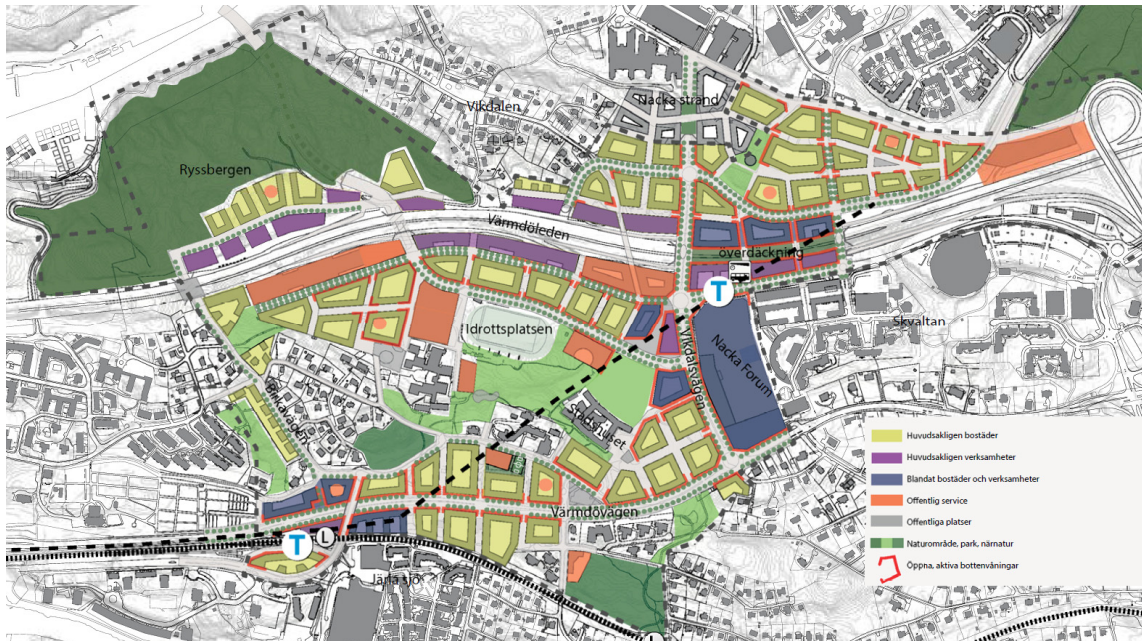 Vikdalen
Nacka strand
Ryssbergen
Värmdöleden
överdäckning
T
Idrottsplatsen
Skvaltan
Vikdalsvägen
Nacka Forum
Birkavägen
Stadshuset
Värmdövägen
T
L
Järla sjö
L
Huvudsakligen bostäder
Huvudsakligen verksamheter
Blandat bostäder och verksamheter
Offentlig service
Offentliga platser
Naturområde, park, närnatur
Öppna, aktiva bottenvåningar